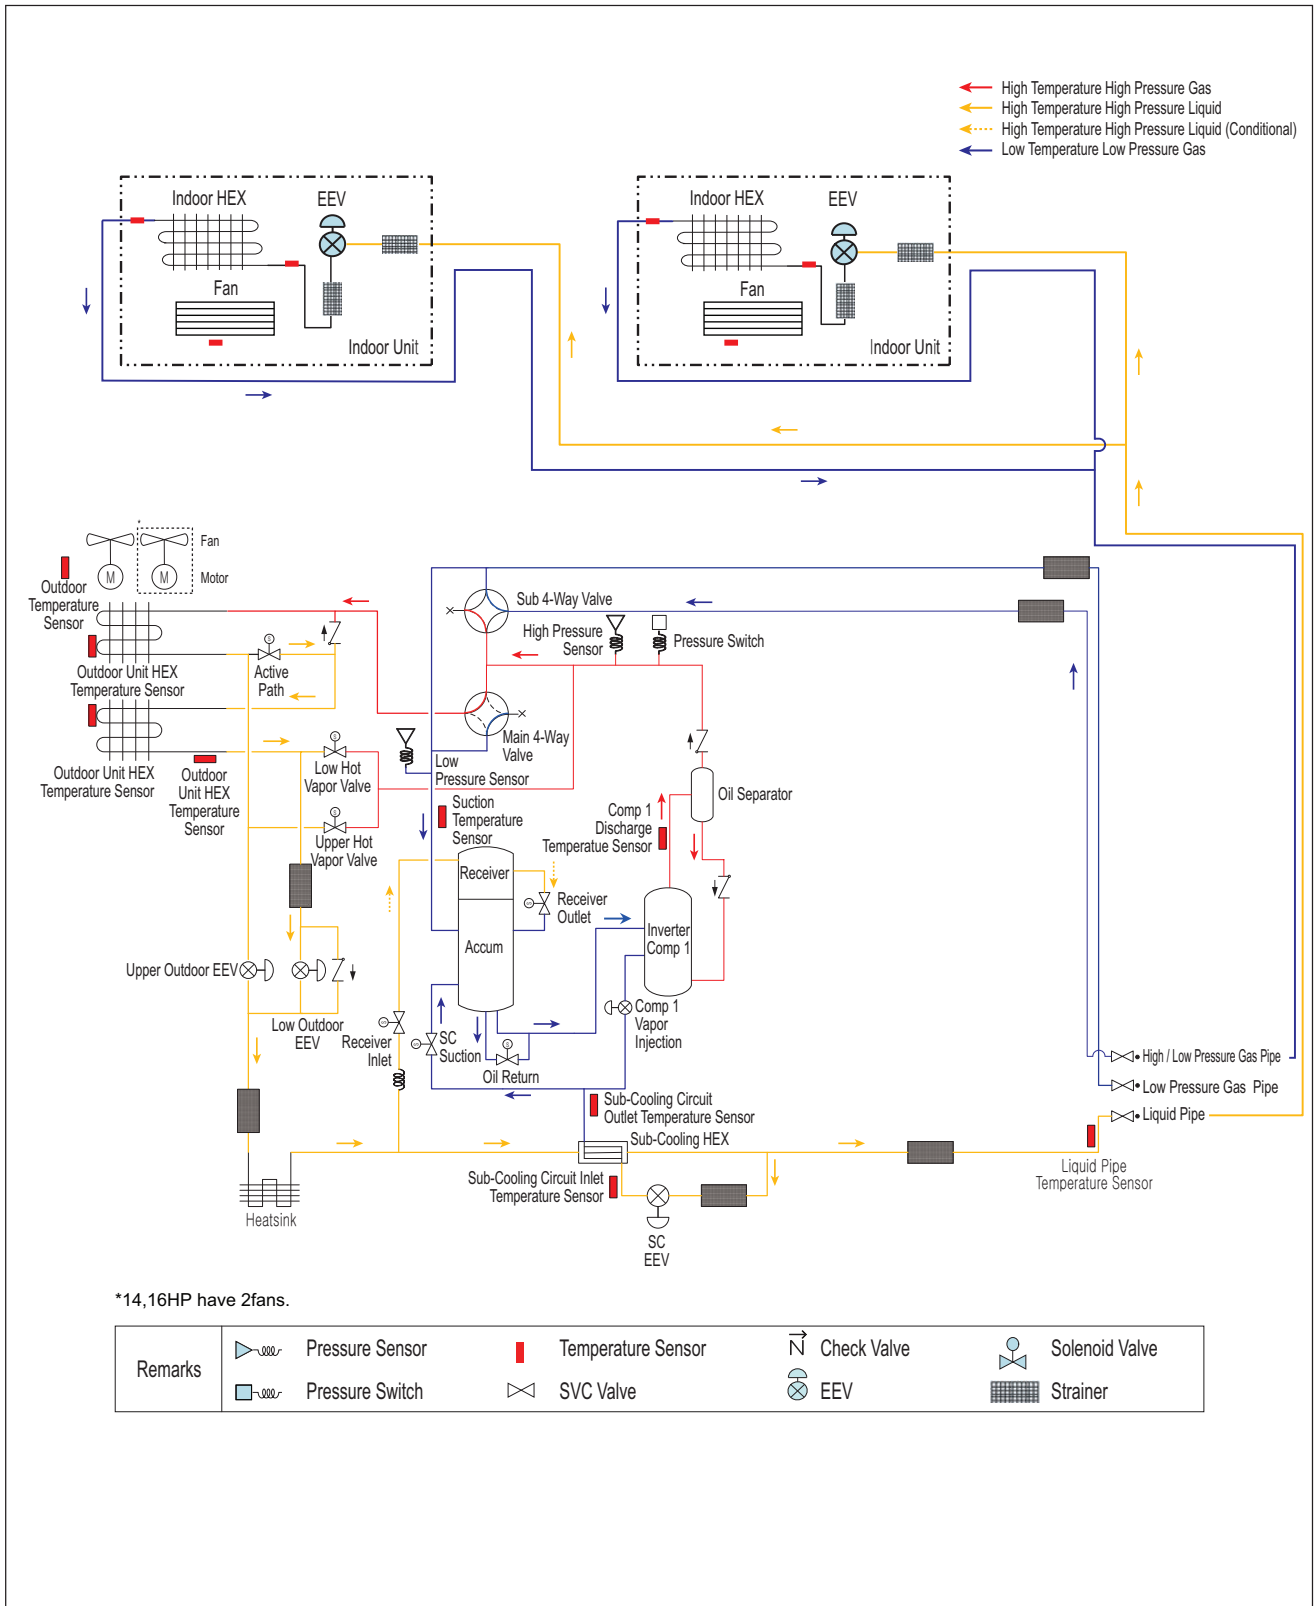 High Temperature High Pressure Gas
High Temperature High Pressure Liquid
High Temperature High Pressure Liquid (Conditional)
Low Temperature Low Pressure Gas
Indoor HEX
EEV
Fan
Indoor Unit
Indoor HEX
EEV
Fan
Indoor Unit
*
Fan
M
M
Motor
Outdoor
Temperature
Sensor
Sub 4-Way Valve
High Pressure
Sensor
Pressure Switch
S
Active
Path
Outdoor Unit HEX
Temperature Sensor
Main 4-Way
Valve
S
Low Hot
Vapor Valve
Low
Pressure Sensor
Outdoor Unit HEX
Temperature Sensor
Outdoor
Unit HEX
Temperature
Sensor
Oil Separator
Suction
Temperature
Sensor
Comp 1
Discharge
Temperatue Sensor
S
Upper Hot
Vapor Valve
Receiver
S
Receiver
Outlet
Accum
Inverter
Comp 1
Upper Outdoor EEV
Low Outdoor
EEV
S
Receiver
Inlet
S
SC
Suction
S
Oil Return
Comp 1
Vapor
Injection
High / Low Pressure Gas Pipe
Low Pressure Gas Pipe
Liquid Pipe
Sub-Cooling Circuit
Outlet Temperature Sensor
Sub-Cooling HEX
Sub-Cooling Circuit Inlet
Temperature Sensor
Liquid Pipe
Temperature Sensor
Heatsink
SC
EEV
*14,16HP have 2fans.
Remarks
Pressure Sensor
Temperature Sensor
Check Valve
Solenoid Valve
Pressure Switch
SVC Valve
EEV
Strainer